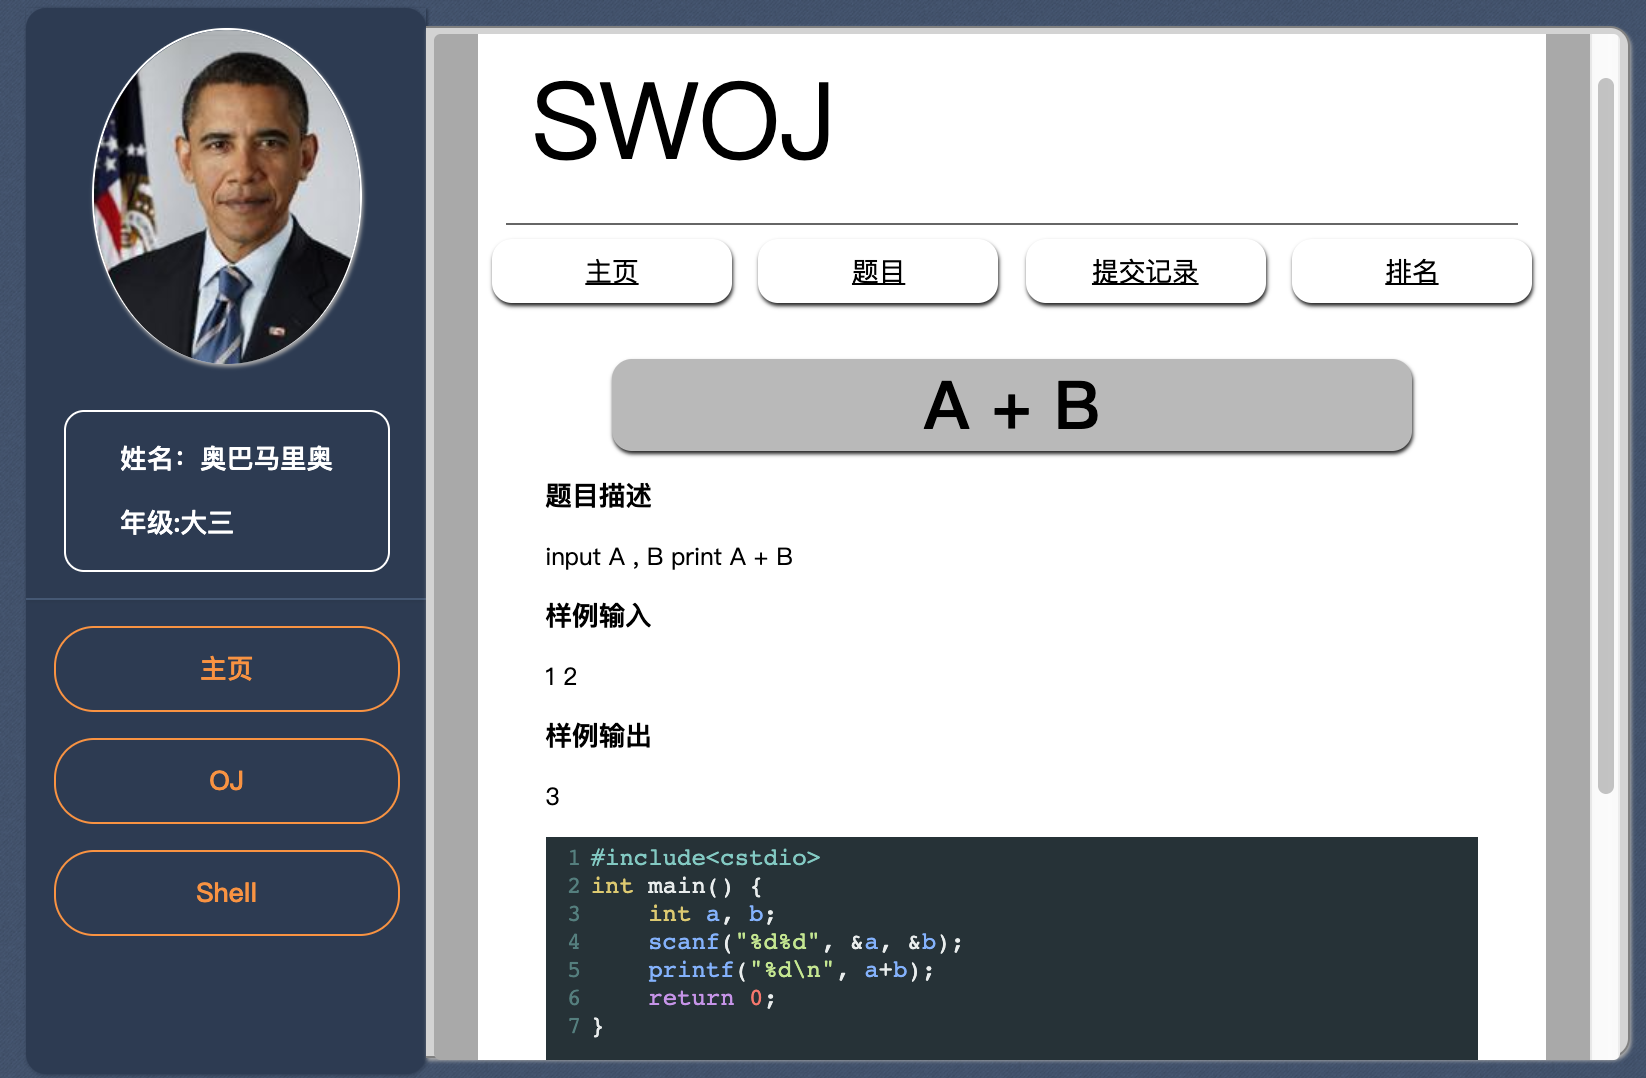 姓名：奥巴马里奥
年级:大三
主页
OJ
Shell
SWOJ
主页 题目 提交记录 排名
A + B
题目描述
input A , B print A + B
样例输入
1 2
样例输出
3
1 #include<cstdio>
2 int main() {
3     int a, b;
4     scanf("%d%d", &a, &b);
5     printf("%d\n", a+b);
6     return 0;
7 }